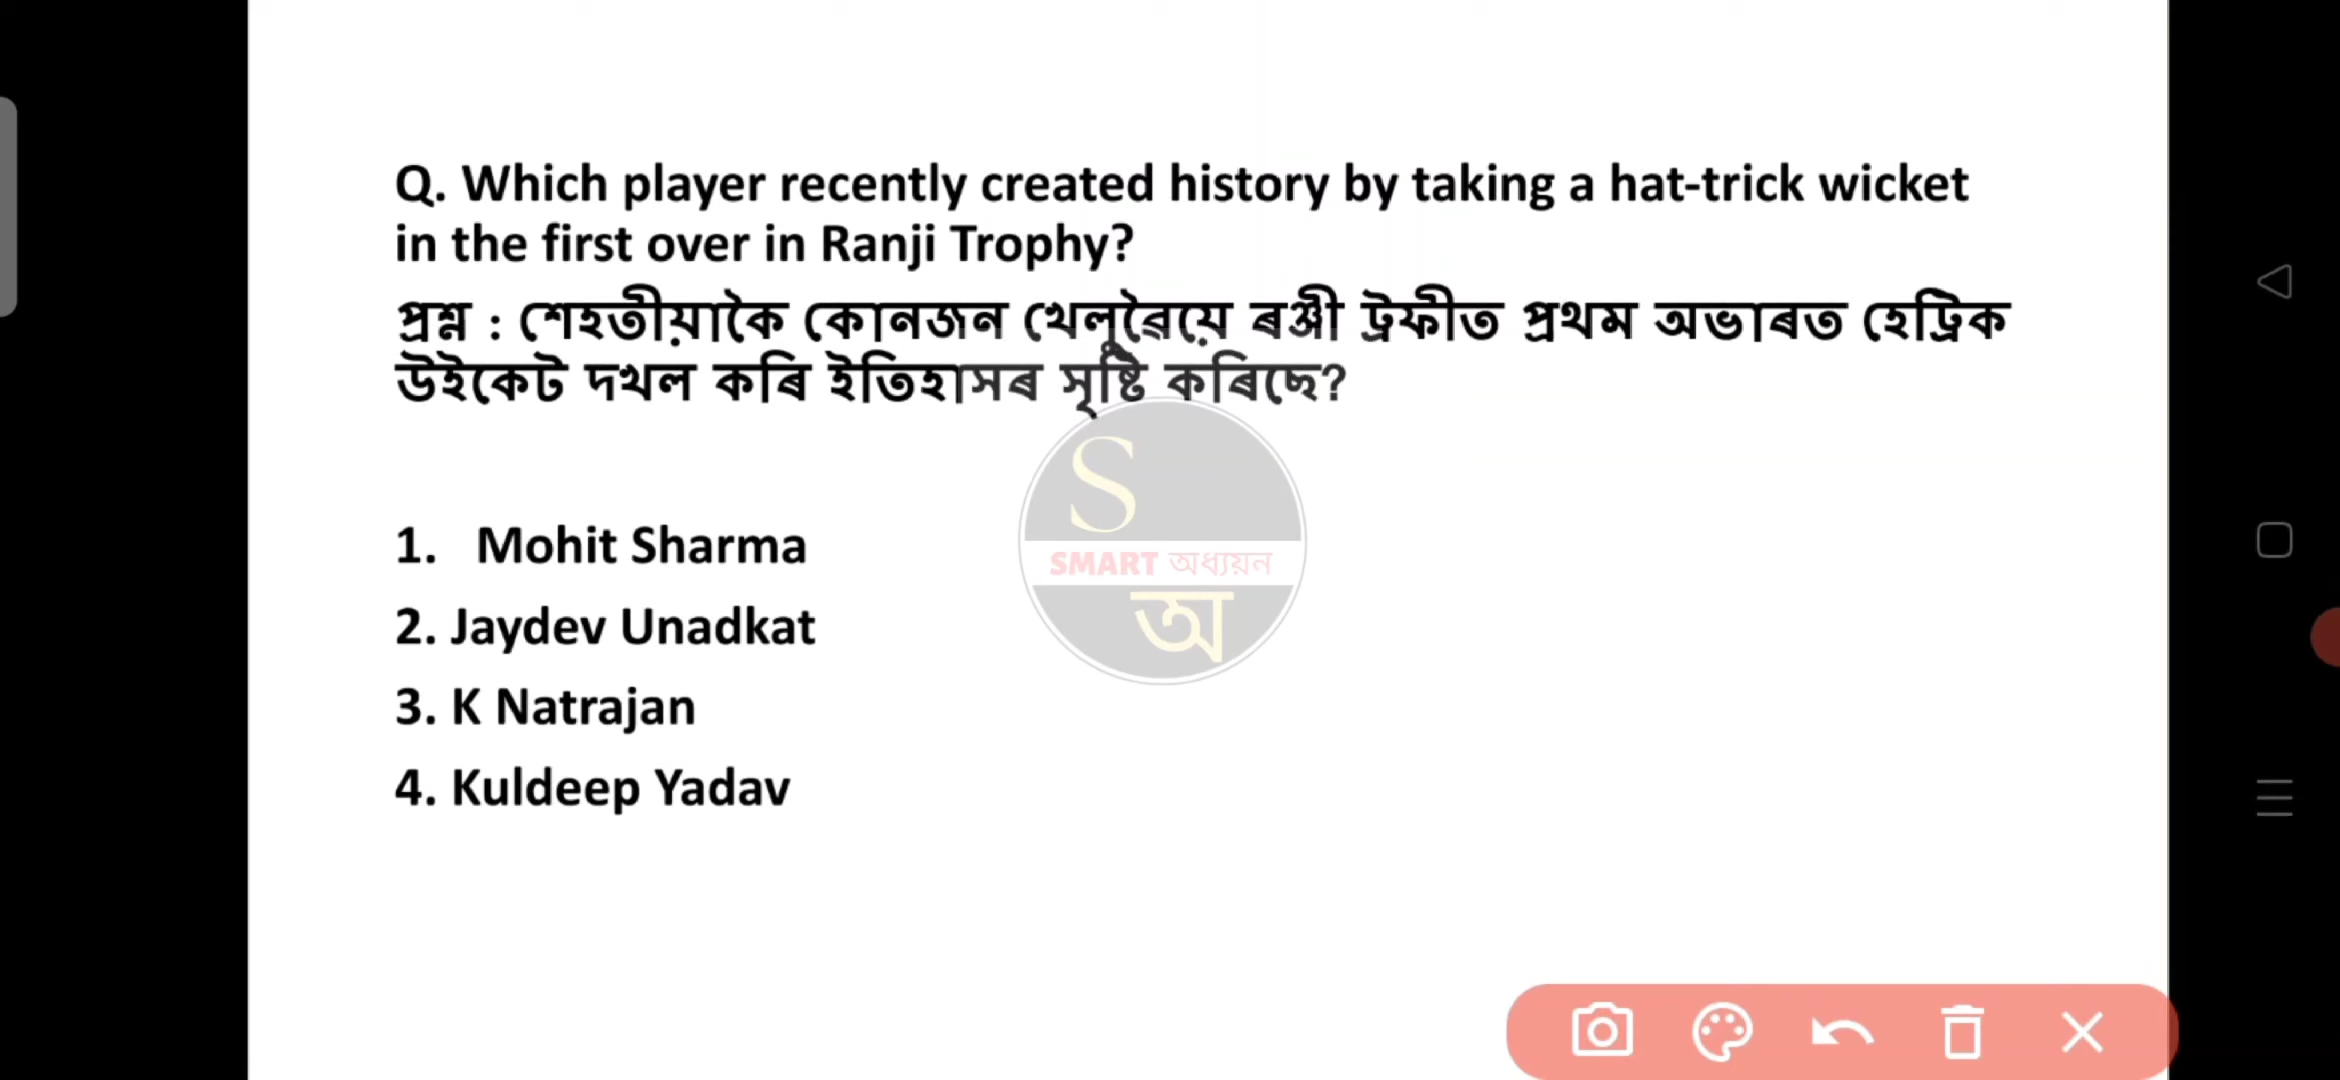 Q. Which player recently created history by taking a hat-trick wicket
in the first over in Ranji Trophy?
প্ৰশ্ন : শেহতীয়াকৈ কোনজন খেলুৱৈয়ে ৰঞ্জী ট্ৰফীত প্ৰথম অভাৰত হেট্ৰিক
উইকেট দখল কৰি ইতিহাসৰ সৃষ্টি কৰিছে?
S
SMART অধ্যয়ন
অ
1. Mohit Sharma
2. Jaydev Unadkat
3. K Natrajan
4. Kuldeep Yadav